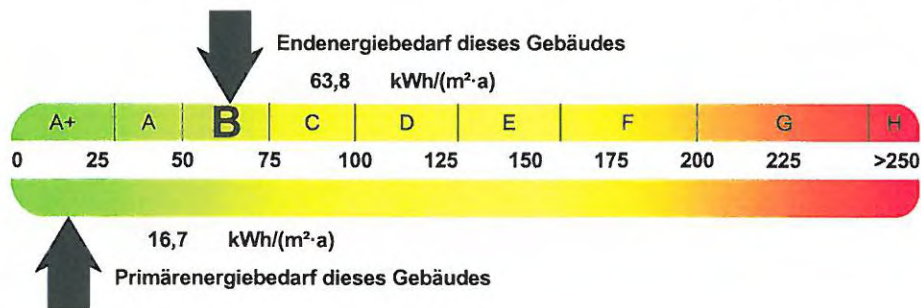 Endenergiebedarf dieses Gebäudes
63,8 kWh/(m²·a)
A+ A B C D E F G H
0 25 50 75 100 125 150 175 200 225 >250
16,7 kWh/(m²·a)
Primärenergiebedarf dieses Gebäudes